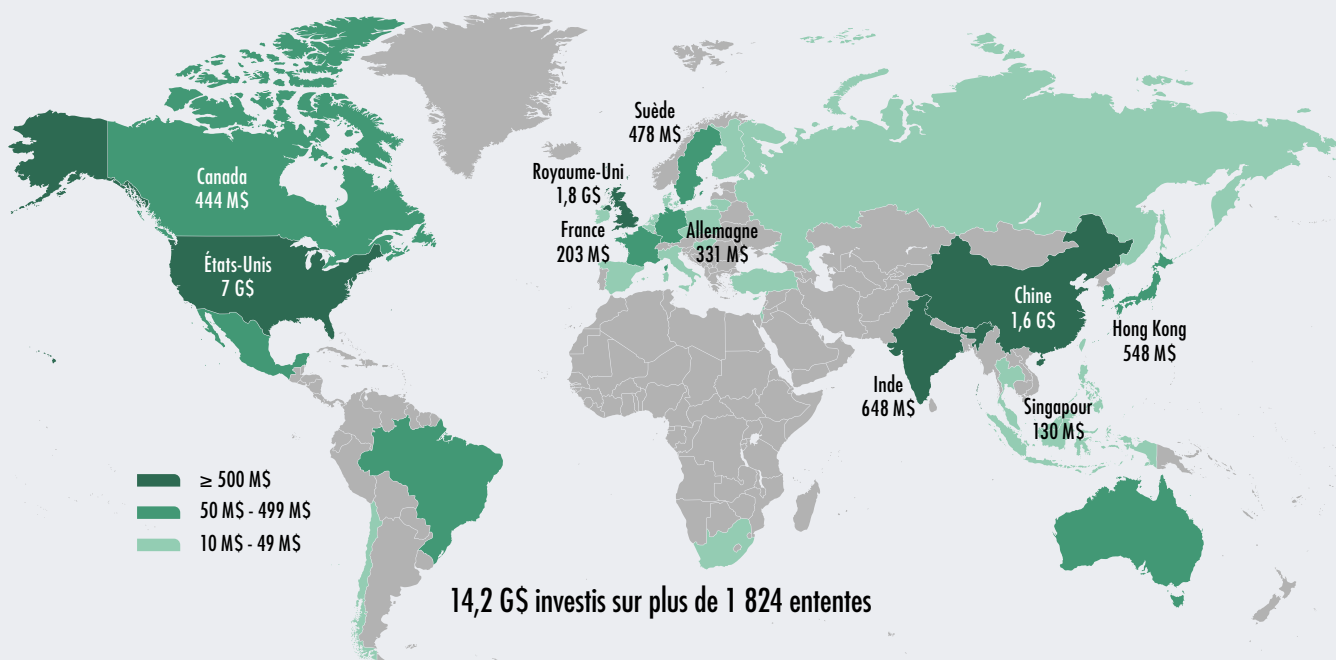 Suède
478 M$
Royaume-Uni
1,8 G$
Canada
444 M$
France
203 M$
Allemagne
331 M$
États-Unis
7 G$
Chine
1,6 G$
Hong Kong
548 M$
Inde
648 M$
Singapour
130 M$
≥ 500 M$
50 M$ - 499 M$
10 M$ - 49 M$
14,2 G$ investis sur plus de 1 824 ententes